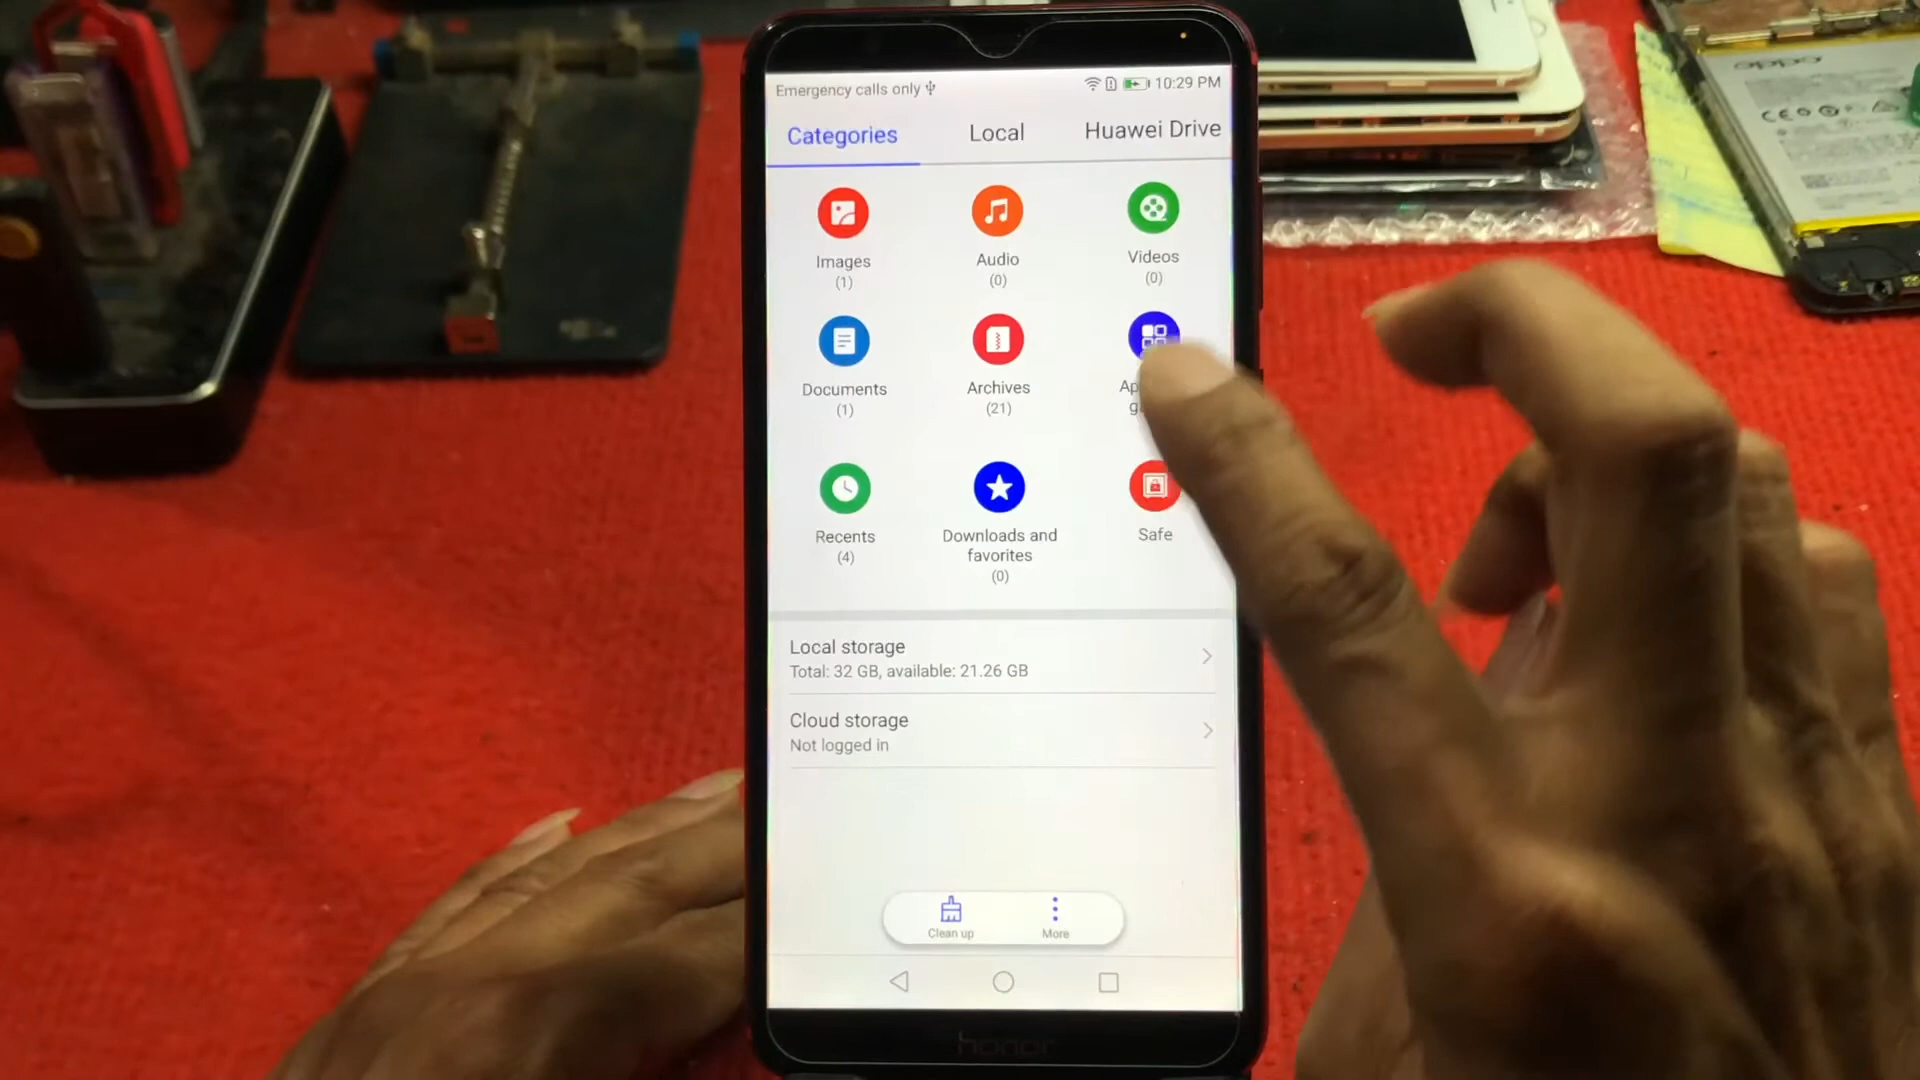 oppo
Emergency calls only 10:29 PM
Categories Local Huawei Drive
Images Audio Videos
(1) (0) (0)
Documents Archives
(1) (21)
Recents Downloads and Safe
(4) favorites
(0)
Local storage
Total: 32 GB, available: 21.26 GB
Cloud storage
Not logged in
Clean up More
honor